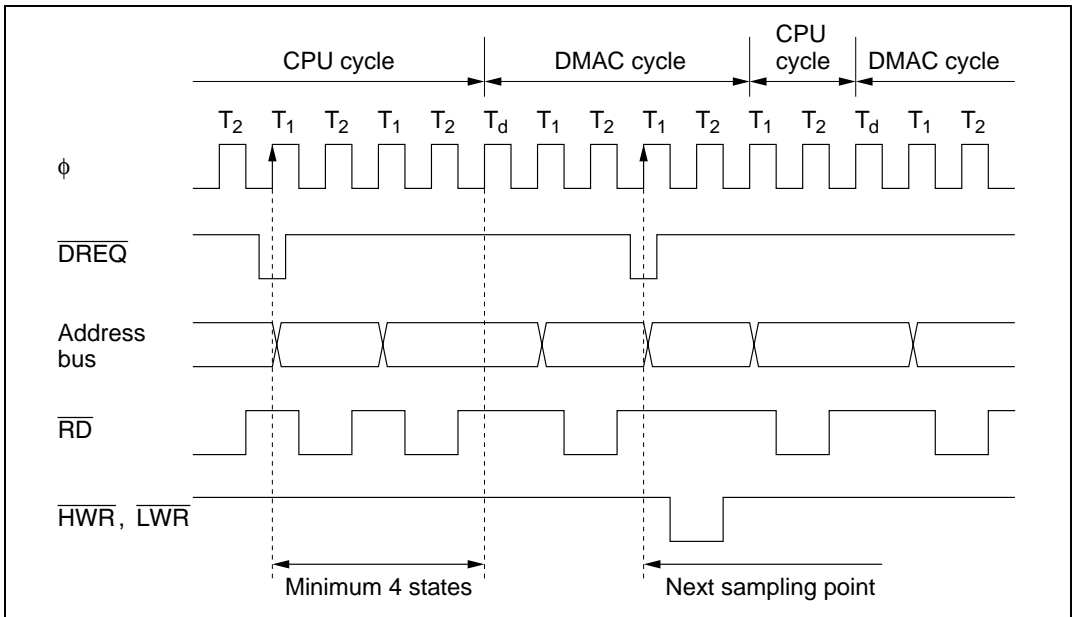 CPU cycle DMAC cycle CPU cycle DMAC cycle
T2 T1 T2 T1 T2 Td T1 T2 T1 T2 T1 T2 Td T1 T2
φ
DREQ
Address
bus
RD
HWR, LWR
Minimum 4 states Next sampling point